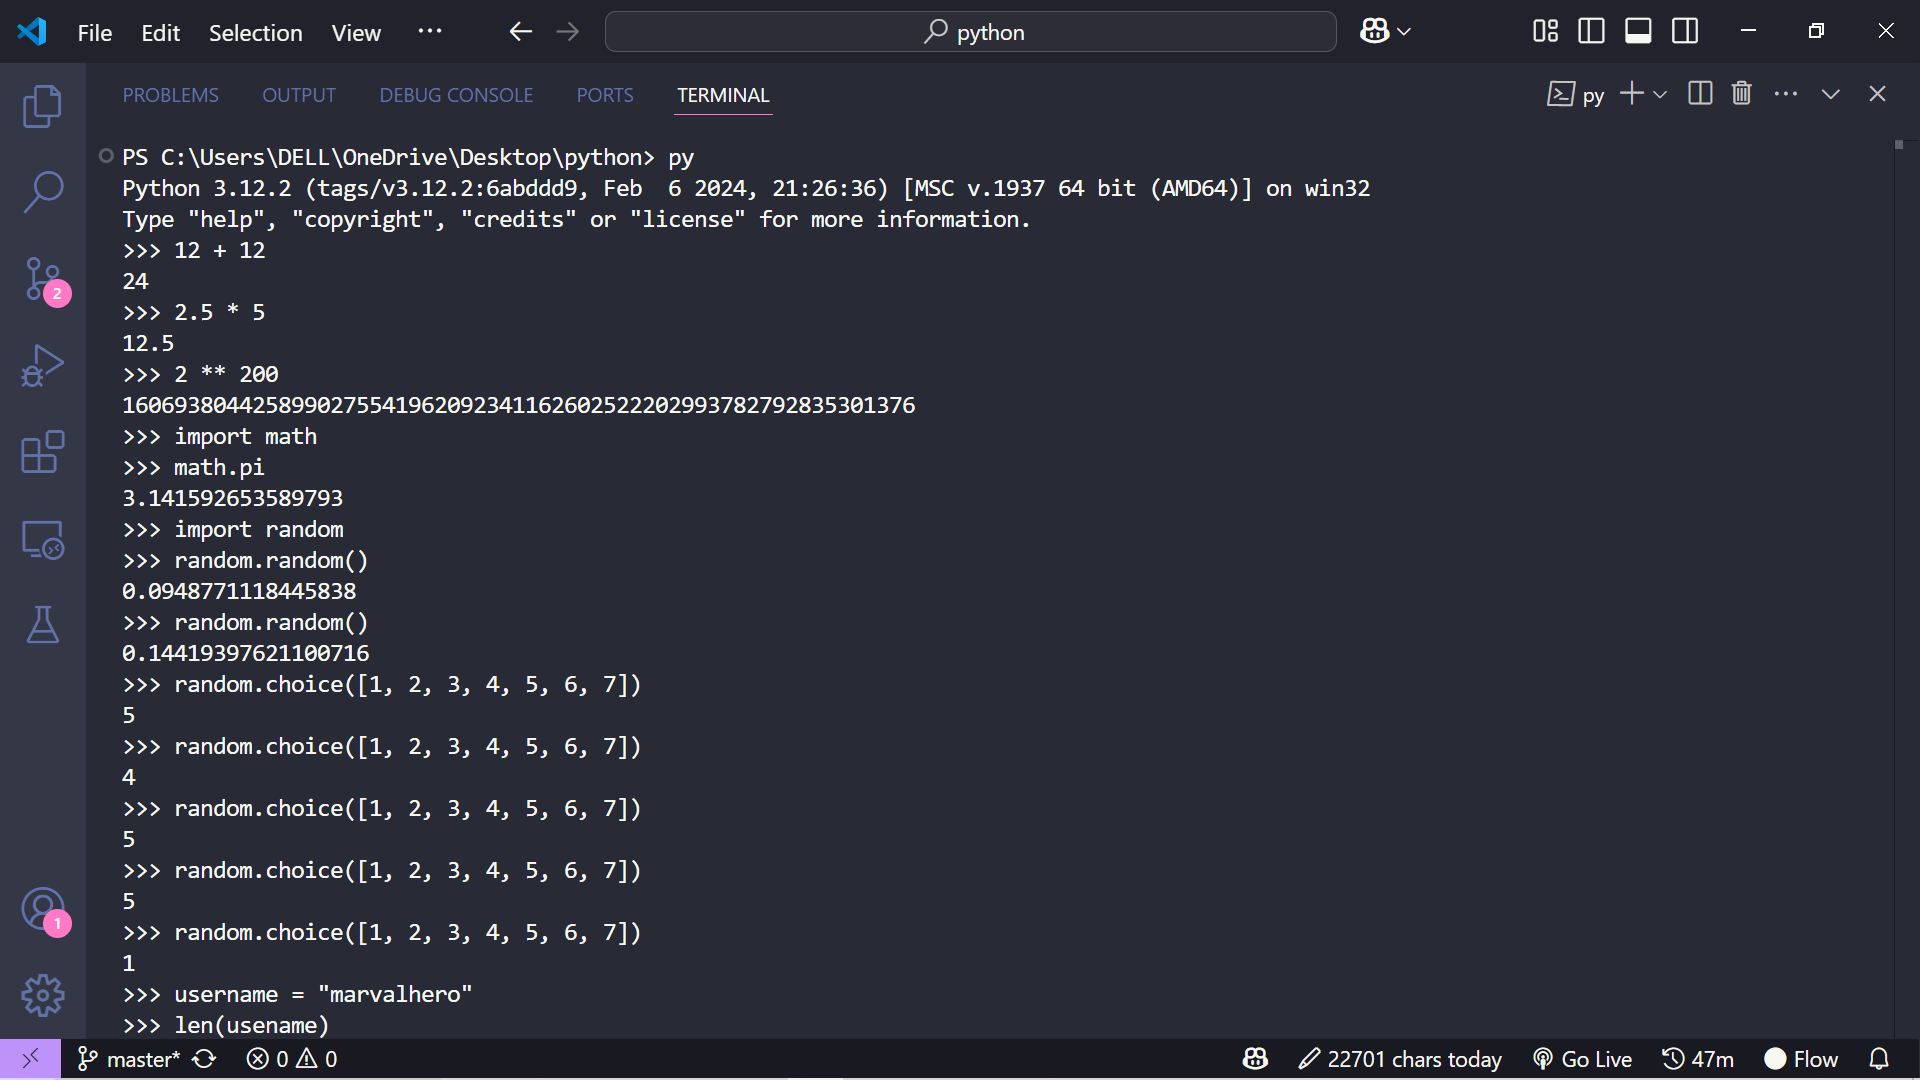 File Edit Selection View ··· python
PROBLEMS OUTPUT DEBUG CONSOLE PORTS TERMINAL py
PS C:\Users\DELL\OneDrive\Desktop\python> py
Python 3.12.2 (tags/v3.12.2:6abddd9, Feb  6 2024, 21:26:36) [MSC v.1937 64 bit (AMD64)] on win32
Type "help", "copyright", "credits" or "license" for more information.
>>> 12 + 12
24
>>> 2.5 * 5
12.5
>>> 2 ** 200
1606938044258990275541962092341162602522202993782792835301376
>>> import math
>>> math.pi
3.141592653589793
>>> import random
>>> random.random()
0.0948771118445838
>>> random.random()
0.14419397621100716
>>> random.choice([1, 2, 3, 4, 5, 6, 7])
5
>>> random.choice([1, 2, 3, 4, 5, 6, 7])
4
>>> random.choice([1, 2, 3, 4, 5, 6, 7])
5
>>> random.choice([1, 2, 3, 4, 5, 6, 7])
5
>>> random.choice([1, 2, 3, 4, 5, 6, 7])
1
>>> username = "marvalhero"
>>> len(usename)
2
1
master* 0 0 22701 chars today Go Live 47m Flow